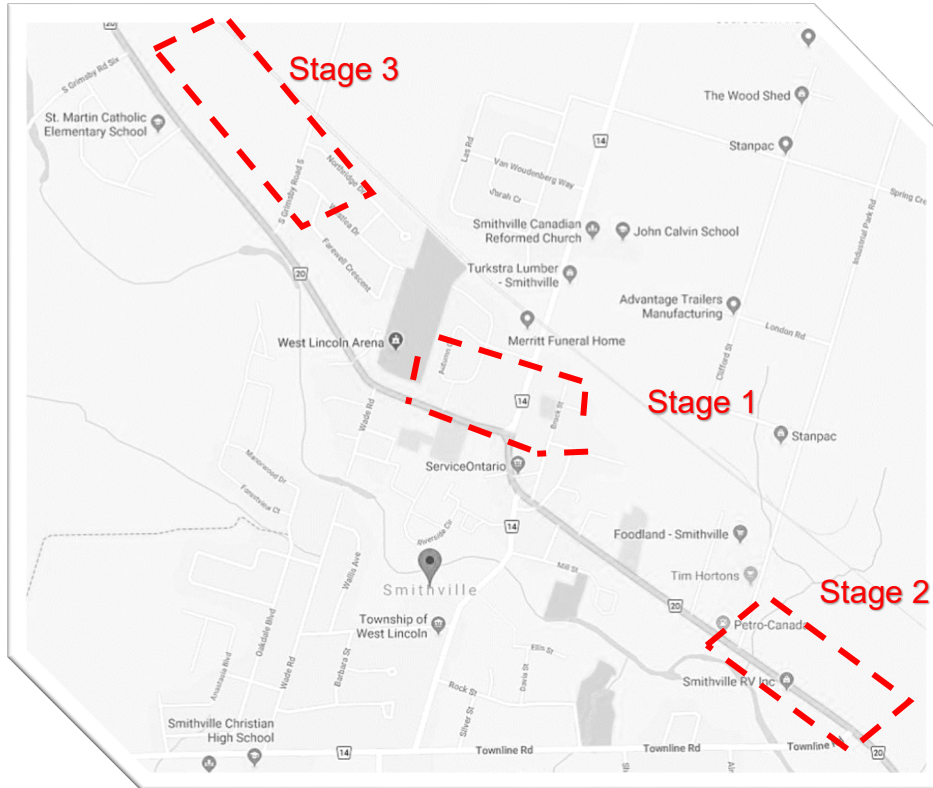 20
Stage 3
S Grimsby Rd Six
St. Martin Catholic
Elementary School
14
The Wood Shed
Stanpac
Las Rd
Van Woudenberg Way
Northridge Dr
S Grimsby Road S
Spring Cre
Industrial Park Rd
Smithville Canadian
Reformed Church
John Calvin School
Farewell Crescent
20
Turkstra Lumber
- Smithville
Advantage Trailers
Manufacturing
London Rd
West Lincoln Arena
Merritt Funeral Home
Clifford St
Stage 1
14
Brock St
Wade Rd
Stanpac
ServiceOntario
Manorwood Dr
Forestview Ct
14
Riverside Cir
Foodland - Smithville
Mill St
Wallis Ave
Tim Hortons
Smithville
Stage 2
20
Township of
West Lincoln
Petro-Canada
Oakdale Blvd
Ellis St
Barbara St
Anastasia Blvd
Wade Rd
Davis St
Smithville RV Inc
Rock St
Silver St
Smithville Christian
High School
14
Townline Rd
Townline Rd
Townline
20